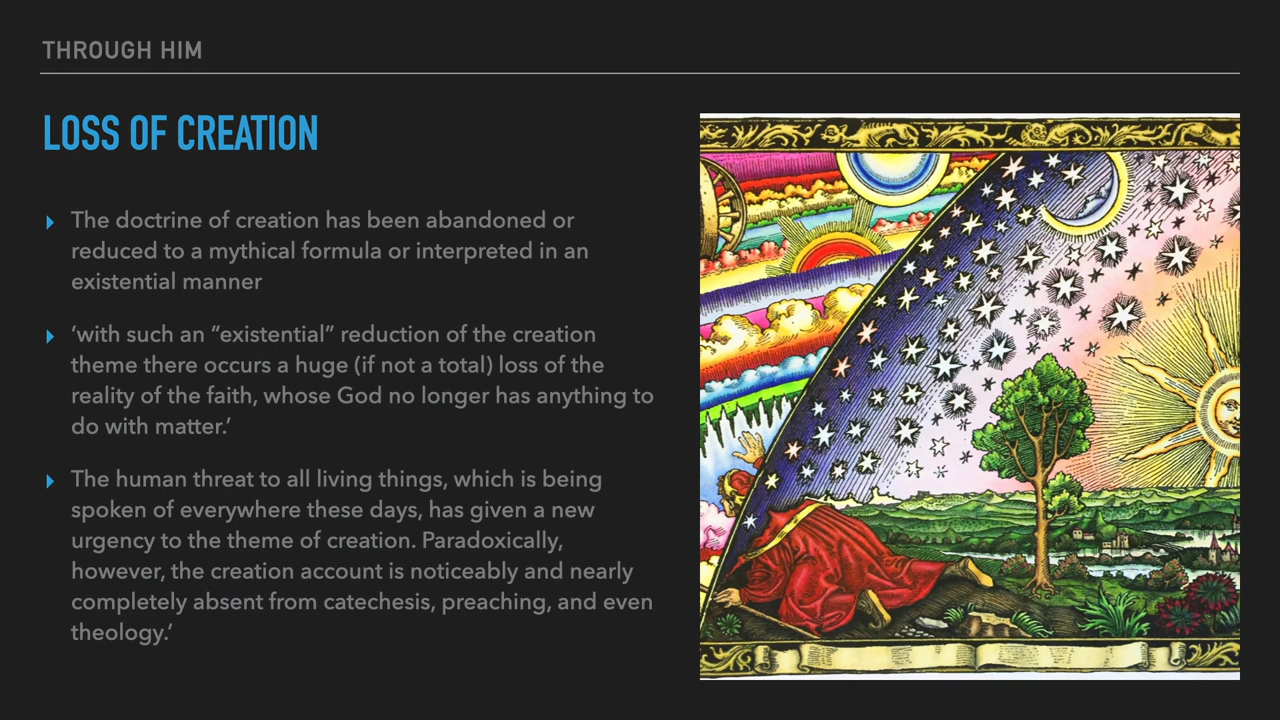 THROUGH HIM
LOSS OF CREATION
The doctrine of creation has been abandoned or
reduced to a mythical formula or interpreted in an
existential manner
‘with such an “existential” reduction of the creation
theme there occurs a huge (if not a total) loss of the
reality of the faith, whose God no longer has anything to
do with matter.’
The human threat to all living things, which is being
spoken of everywhere these days, has given a new
urgency to the theme of creation. Paradoxically,
however, the creation account is noticeably and nearly
completely absent from catechesis, preaching, and even
theology.’